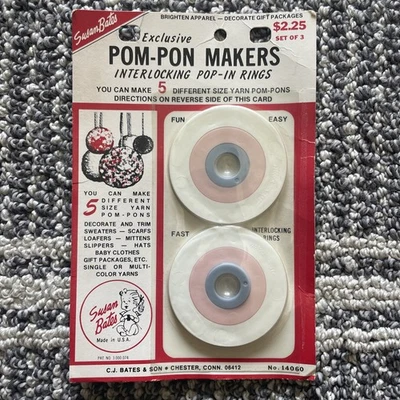 Susan Bates
BRIGHTEN APPAREL — DECORATE GIFT PACKAGES
$2.25
SET OF 3
Exclusive
POM-PON MAKERS
INTERLOCKING POP-IN RINGS
YOU CAN MAKE 5 DIFFERENT SIZE YARN POM-PONS
DIRECTIONS ON REVERSE SIDE OF THIS CARD
FUN
EASY
YOU CAN MAKE
5 DIFFERENT
SIZE YARN
POM-PONS
DECORATE AND TRIM
SWEATERS — SCARFS
LOAFERS — MITTENS
SLIPPERS — HATS
BABY CLOTHES
GIFT PACKAGES, ETC.
SINGLE OR MULTI-
COLOR YARNS
FAST
INTERLOCKING
RINGS
Susan
Bates
Made in U.S.A.
C.J. BATES & SON • CHESTER, CONN. 06412
No. 14060